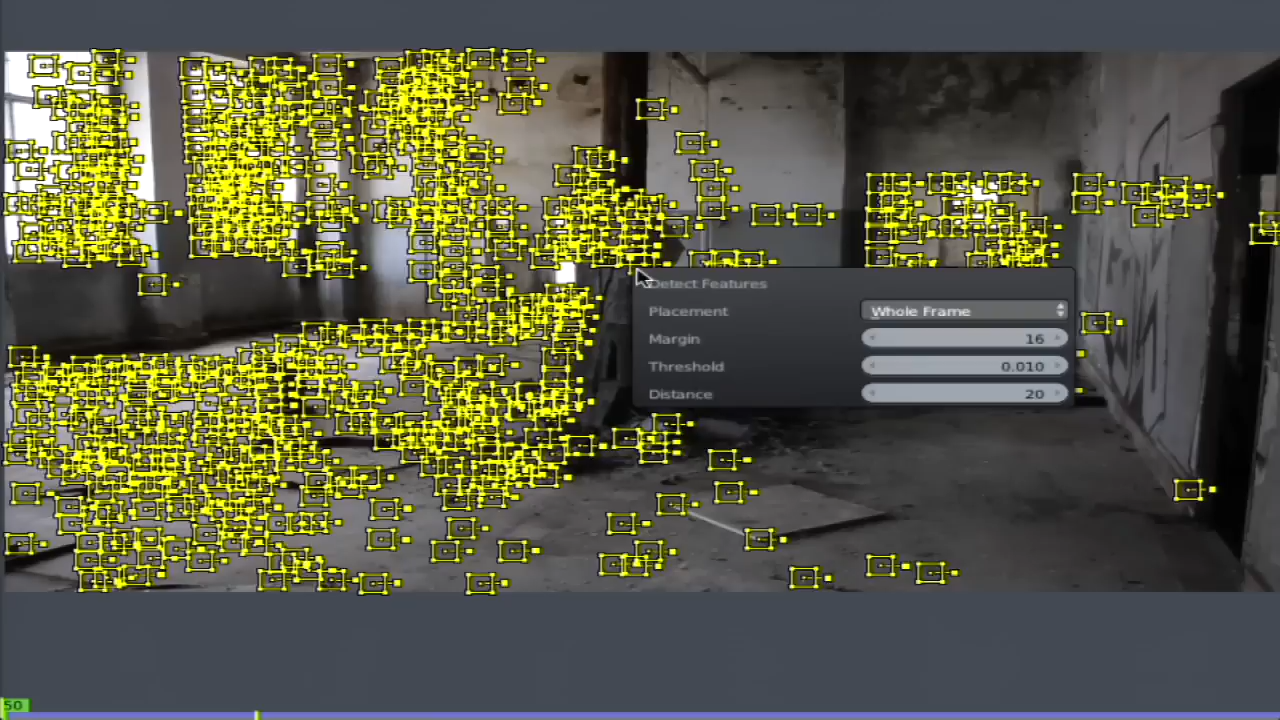 Detect Features
Placement Whole Frame
Margin 16
Threshold 0.010
Distance 20
50